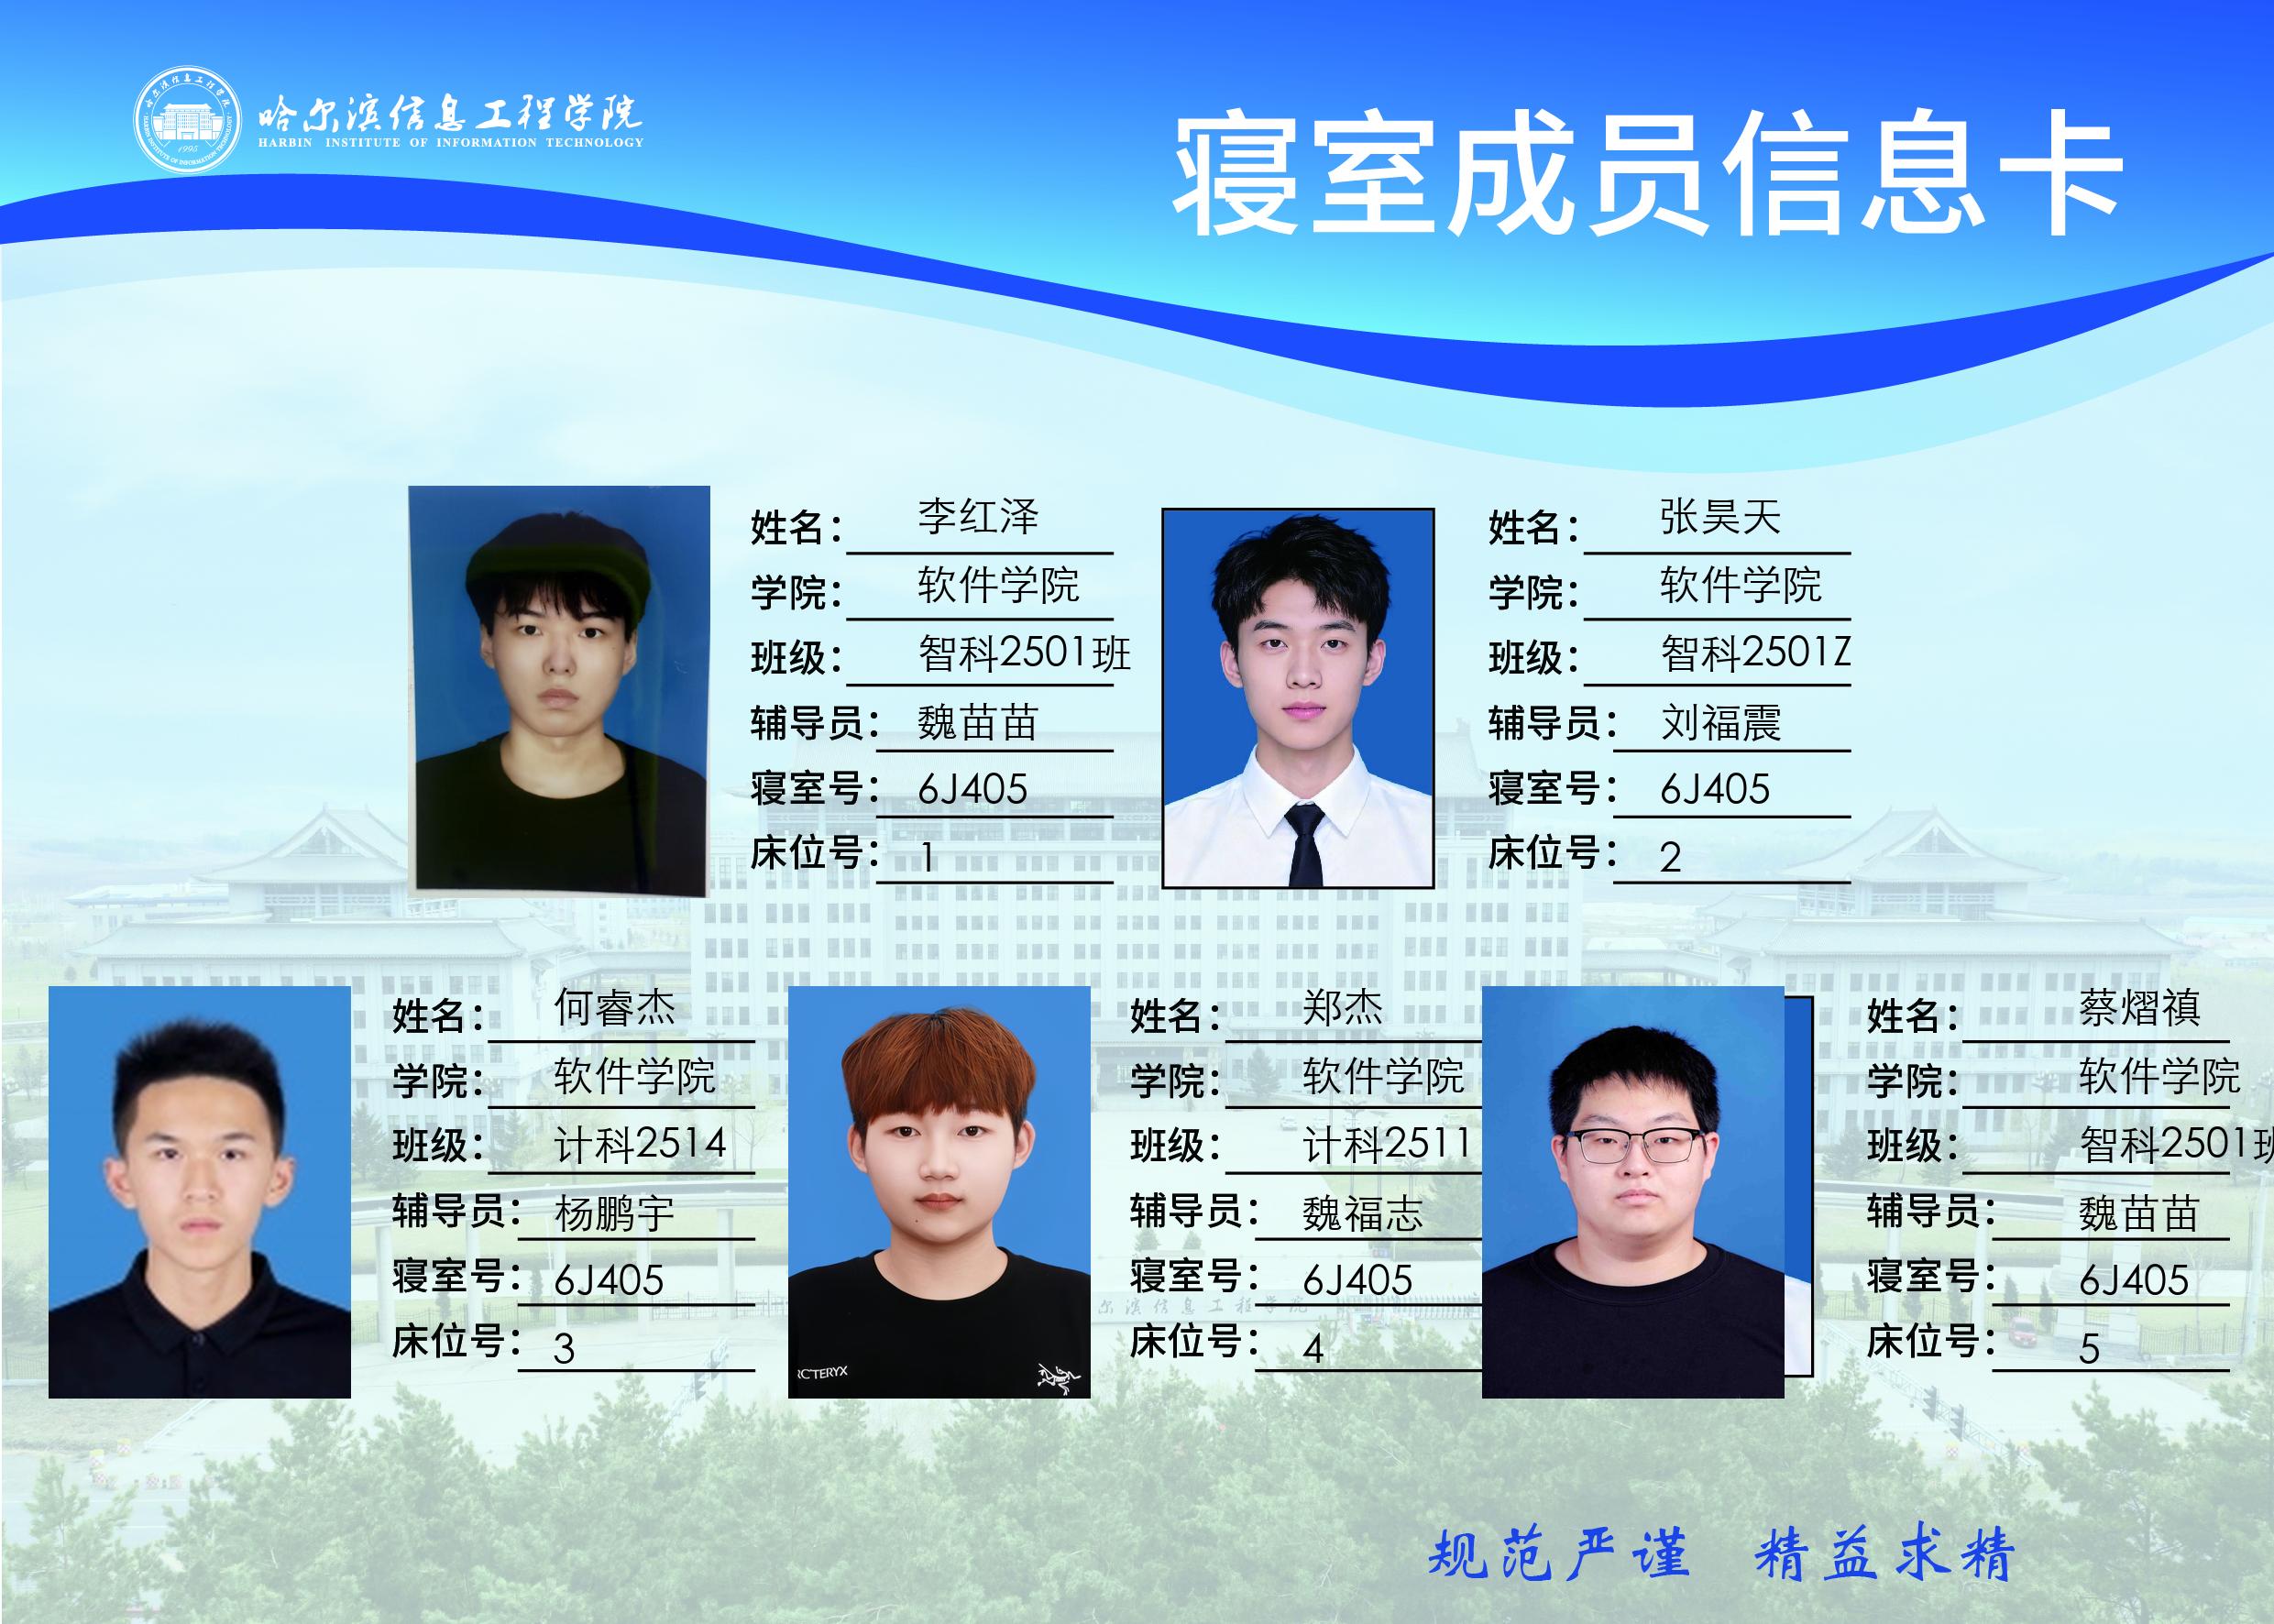 哈尔滨信息工程学院
HARBIN INSTITUTE OF INFORMATION TECHNOLOGY
1995
寝室成员信息卡
姓名： 李红泽
学院： 软件学院
班级： 智科2501班
辅导员： 魏苗苗
寝室号： 6J405
床位号： 1
姓名： 张昊天
学院： 软件学院
班级： 智科2501Z
辅导员： 刘福震
寝室号： 6J405
床位号： 2
姓名： 何睿杰
学院： 软件学院
班级： 计科2514
辅导员： 杨鹏宇
寝室号： 6J405
床位号： 3
RC'TERYX
姓名： 郑杰
学院： 软件学院
班级： 计科2511
辅导员： 魏福志
寝室号： 6J405
床位号： 4
姓名： 蔡熠禛
学院： 软件学院
班级： 智科2501班
辅导员： 魏苗苗
寝室号： 6J405
床位号： 5
尔滨信息工程学院
规范严谨 精益求精